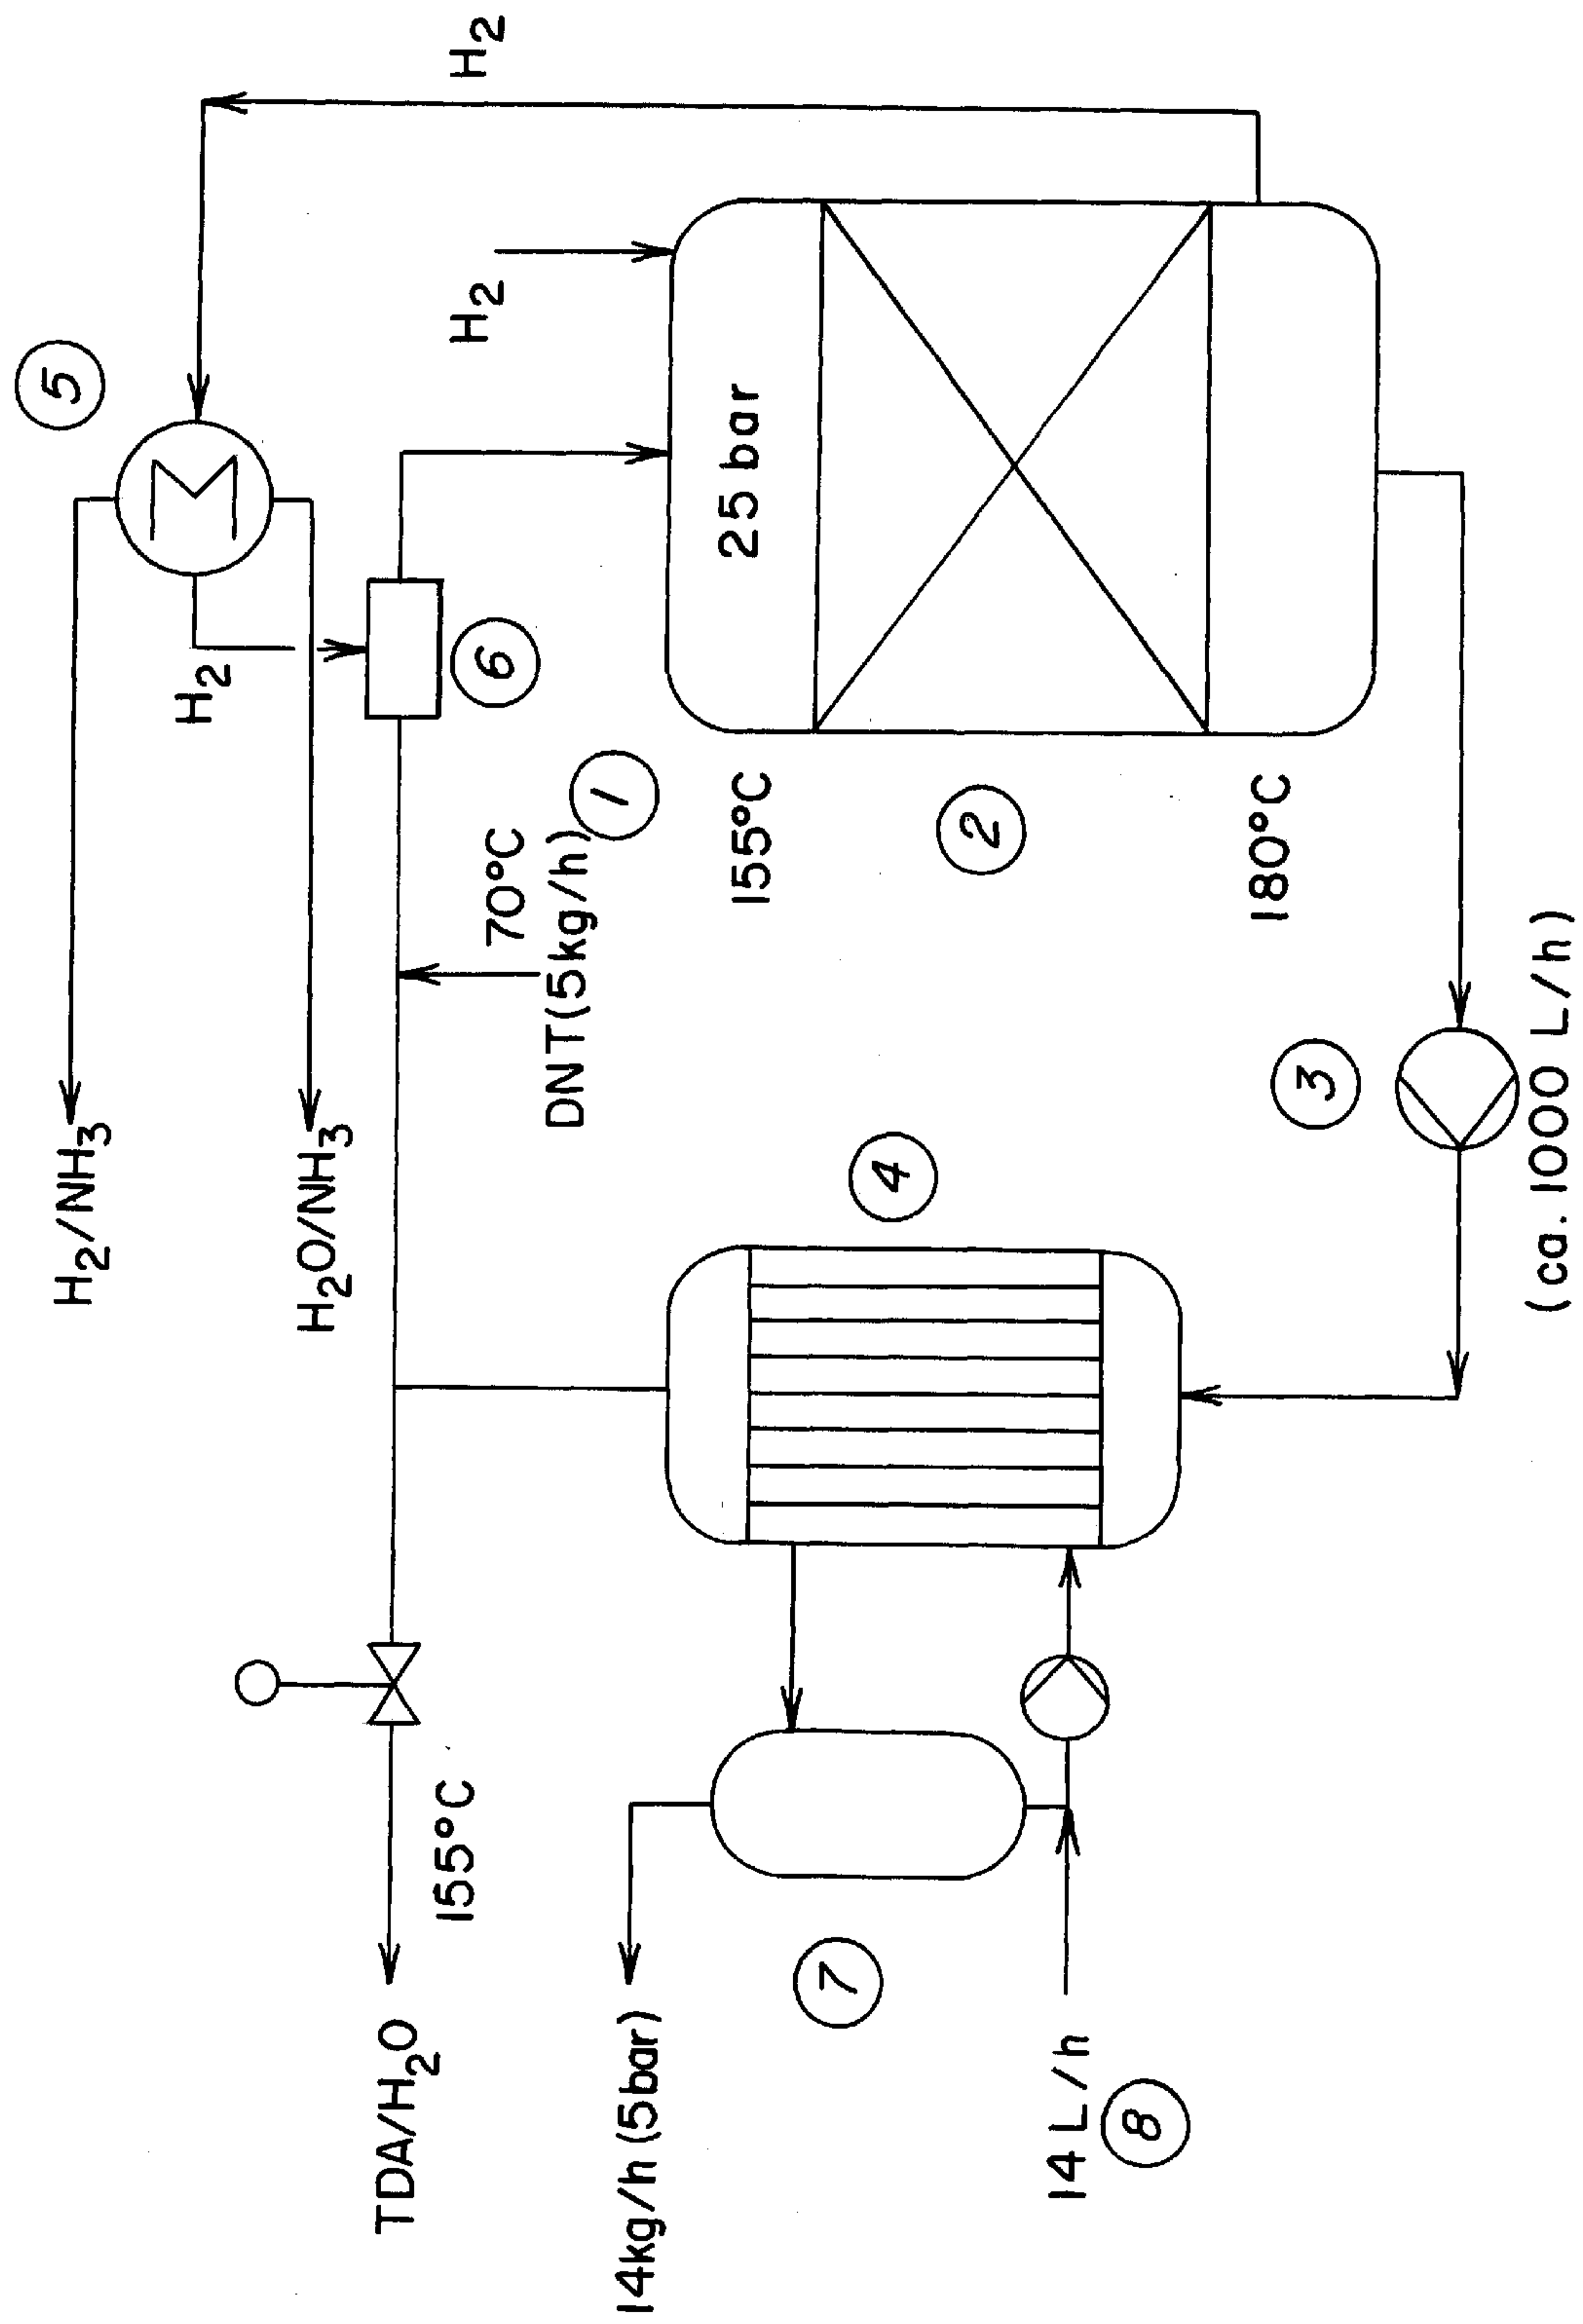 H2/NH3
H2O/NH3
TDA/H2O
155°C
14kg/h (5bar)
7
14 L/h
8
4
3
(ca. 1000 L/h)
70°C
DNT(5kg/h)
1
155°C
2
180°C
25 bar
6
H2
5
H2
H2